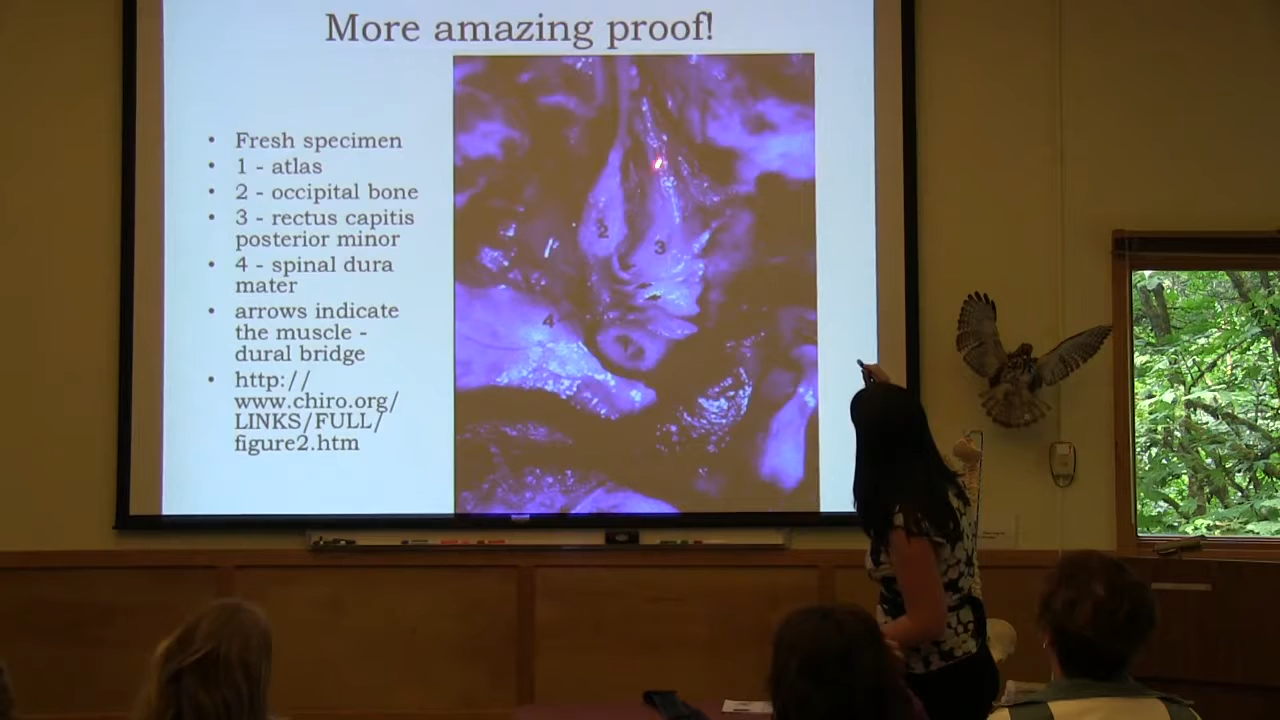 More amazing proof!
• Fresh specimen
• 1 - atlas
• 2 - occipital bone
• 3 - rectus capitis
posterior minor
• 4 - spinal dura
mater
• arrows indicate
the muscle -
dural bridge
• http://
www.chiro.org/
LINKS/FULL/
figure2.htm
2
3
4